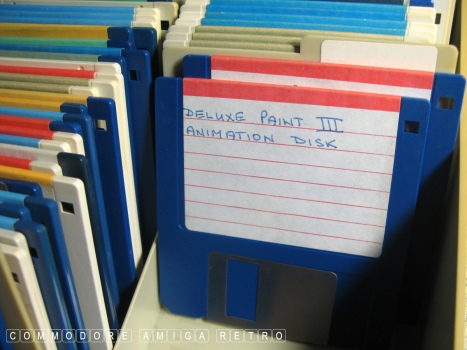 DELUXE PAINT III
ANIMATION DISK
COMMODORE AMIGA RETRO